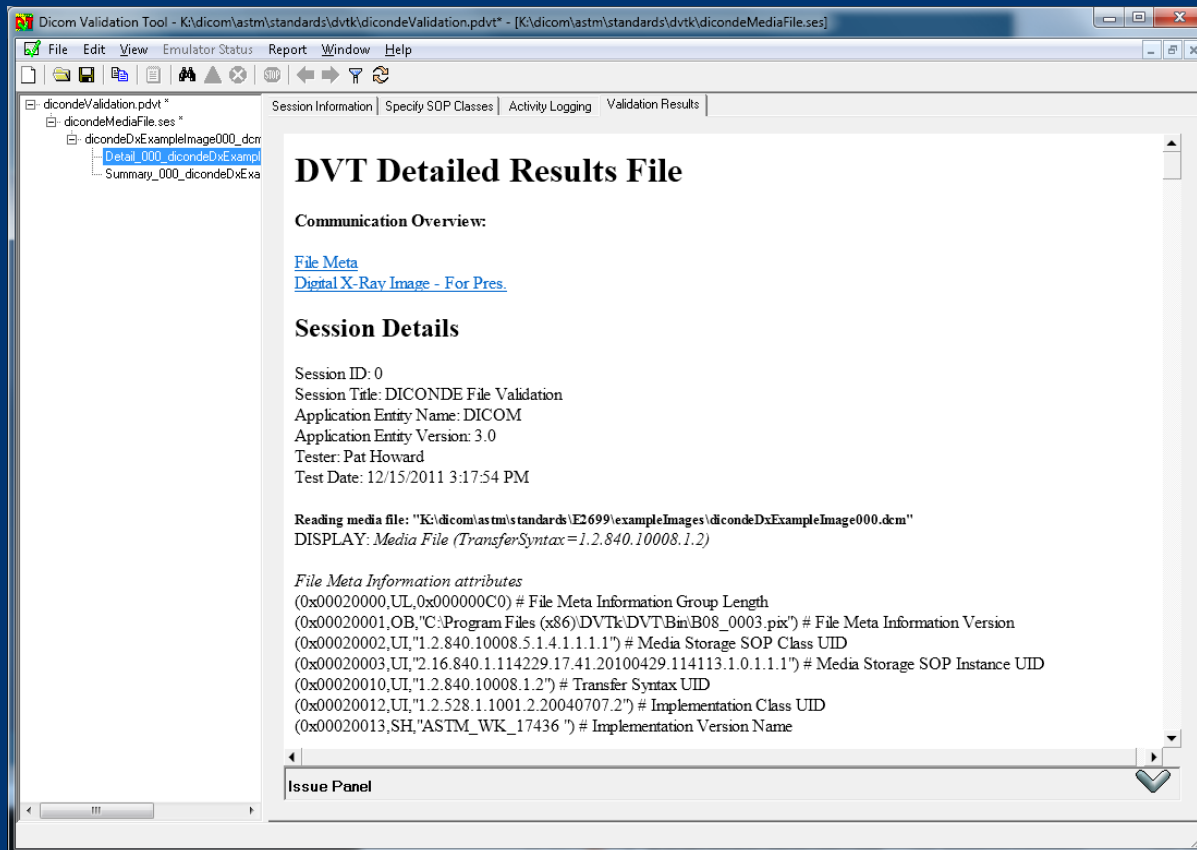 Dicom Validation Tool - K:\dicom\astm\standards\dvtk\dicondeValidation.pdvt* - [K:\dicom\astm\standards\dvtk\dicondeMediaFile.ses]
File Edit View Emulator Status Report Window Help
STOP
dicondeValidation.pdvt *
dicondeMediaFile.ses *
dicondeDxExampleImage000_dcm
Detail_000_dicondeDxExampl
Summary_000_dicondeDxExa
Session Information Specify SOP Classes Activity Logging Validation Results
DVT Detailed Results File
Communication Overview:
File Meta
Digital X-Ray Image - For Pres.
Session Details
Session ID: 0
Session Title: DICONDE File Validation
Application Entity Name: DICOM
Application Entity Version: 3.0
Tester: Pat Howard
Test Date: 12/15/2011 3:17:54 PM
Reading media file: "K:\dicom\astm\standards\E2699\exampleImages\dicondeDxExampleImage000.dcm"
DISPLAY: Media File (TransferSyntax=1.2.840.10008.1.2)
File Meta Information attributes
(0x00020000,UL,0x000000C0) # File Meta Information Group Length
(0x00020001,OB,"C:\Program Files (x86)\DVTk\DVT\Bin\B08_0003.pix") # File Meta Information Version
(0x00020002,UI,"1.2.840.10008.5.1.4.1.1.1.1") # Media Storage SOP Class UID
(0x00020003,UI,"2.16.840.1.114229.17.41.20100429.114113.1.0.1.1.1") # Media Storage SOP Instance UID
(0x00020010,UI,"1.2.840.10008.1.2") # Transfer Syntax UID
(0x00020012,UI,"1.2.528.1.1001.2.20040707.2") # Implementation Class UID
(0x00020013,SH,"ASTM_WK_17436 ") # Implementation Version Name
Issue Panel